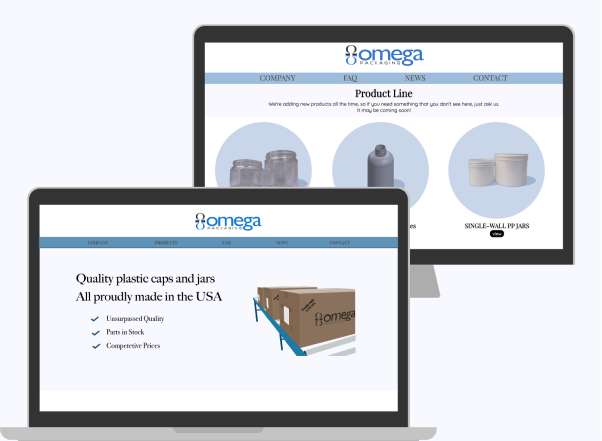 omega
PACKAGING
COMPANY FAQ NEWS CONTACT
Product Line
We're adding new products all the time, so if you need something that you don't see here, just ask us.
It may be coming soon!
SINGLE-WALL PP JARS
view
omega
PACKAGING
COMPANY PRODUCTS FAQ NEWS CONTACT
Quality plastic caps and jars
All proudly made in the USA
Unsurpassed Quality
Parts in Stock
Competetive Prices
omega